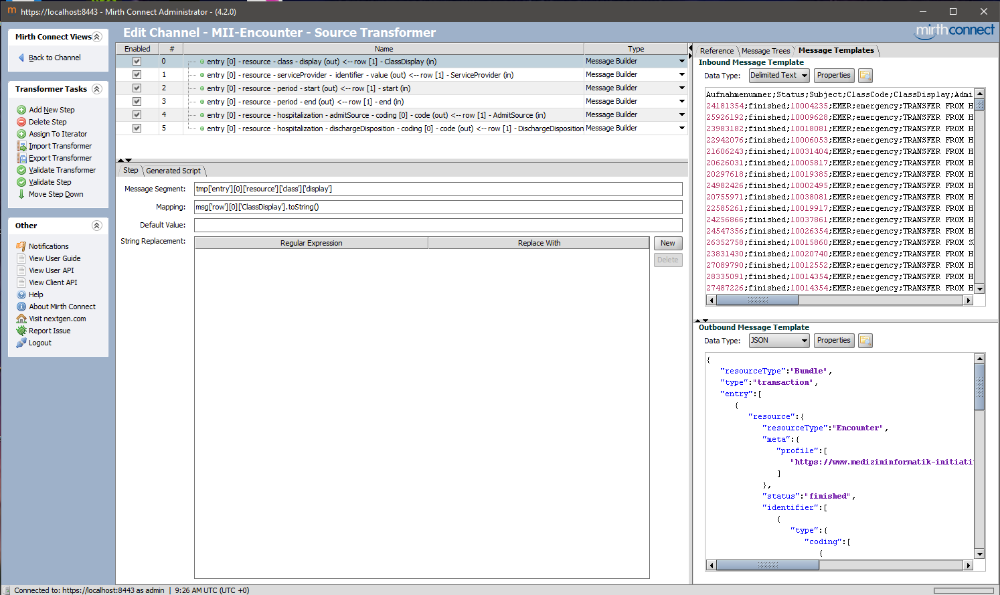 https://localhost:8443 - Mirth Connect Administrator - (4.2.0)
Mirth Connect Views
Back to Channel
Transformer Tasks
Add New Step
Delete Step
Assign To Iterator
Import Transformer
Export Transformer
Validate Transformer
Validate Step
Move Step Down
Other
Notifications
View User Guide
View User API
View Client API
Help
About Mirth Connect
Visit nextgen.com
Report Issue
Logout
Edit Channel - MII-Encounter - Source Transformer
mirthconnect
Enabled # Name Type
0 entry [0] - resource - class - display (out) <-- row [1] - ClassDisplay (in) Message Builder
1 entry [0] - resource - serviceProvider - identifier - value (out) <-- row [1] - ServiceProvider (in) Message Builder
2 entry [0] - resource - period - start (out) <-- row [1] - start (in) Message Builder
3 entry [0] - resource - period - end (out) <-- row [1] - end (in) Message Builder
4 entry [0] - resource - hospitalization - admitSource - coding [0] - code (out) <-- row [1] - AdmitSource (in) Message Builder
5 entry [0] - resource - hospitalization - dischargeDisposition - coding [0] - code (out) <-- row [1] - DischargeDisposition Message Builder
Step Generated Script
Message Segment: tmp['entry'][0]['resource']['class']['display']
Mapping: msg['row'][0]['ClassDisplay'].toString()
Default Value:
String Replacement: Regular Expression Replace With New
Delete
Reference Message Trees Message Templates
Inbound Message Template
Data Type: Delimited Text Properties
Aufnahmenummer;Status;Subject;ClassCode;ClassDisplay;Admi
24181354;finished;10004235;EMER;emergency;TRANSFER FROM H
25926192;finished;10009628;EMER;emergency;TRANSFER FROM H
23983182;finished;10018081;EMER;emergency;TRANSFER FROM H
22942076;finished;10006053;EMER;emergency;TRANSFER FROM H
21606243;finished;10031404;EMER;emergency;TRANSFER FROM H
20626031;finished;10005817;EMER;emergency;TRANSFER FROM H
20297618;finished;10019385;EMER;emergency;TRANSFER FROM H
24982426;finished;10002495;EMER;emergency;TRANSFER FROM H
20755971;finished;10038081;EMER;emergency;TRANSFER FROM H
22585261;finished;10019917;EMER;emergency;TRANSFER FROM H
24256866;finished;10037861;EMER;emergency;TRANSFER FROM H
24547356;finished;10026354;EMER;emergency;TRANSFER FROM H
26352758;finished;10015860;EMER;emergency;TRANSFER FROM S
23831430;finished;10020740;EMER;emergency;TRANSFER FROM H
27089790;finished;10012552;EMER;emergency;TRANSFER FROM H
28335091;finished;10014354;EMER;emergency;TRANSFER FROM H
27487226;finished;10014354;EMER;emergency;TRANSFER FROM H
Outbound Message Template
Data Type: JSON Properties
{
"resourceType":"Bundle",
"type":"transaction",
"entry":[
{
"resource":{
"resourceType":"Encounter",
"meta":{
"profile":[
"https://www.medizininformatik-initiati
]
},
"status":"finished",
"identifier":[
{
"type":{
"coding":[
{
Connected to: https://localhost:8443 as admin | 9:26 AM UTC (UTC +0)